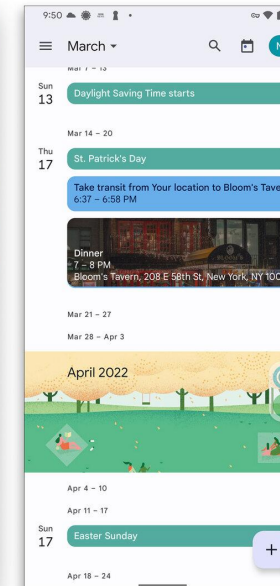 9:50
March
Mar 7 – 13
Sun
13
Daylight Saving Time starts
Mar 14 – 20
Thu
17
St. Patrick's Day
Take transit from Your location to Bloom's Tave
6:37 – 6:58 PM
Dinner
7 – 8 PM
Bloom's Tavern, 208 E 58th St, New York, NY 100
Mar 21 – 27
Mar 28 – Apr 3
April 2022
Apr 4 – 10
Apr 11 – 17
Sun
17
Easter Sunday
Apr 18 – 24